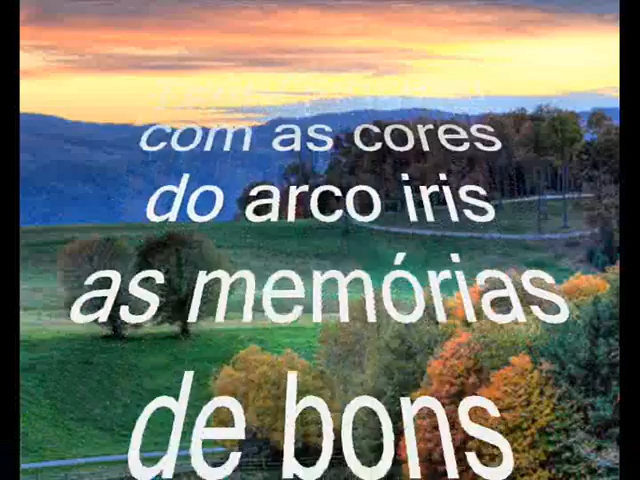 com as cores
do arco iris
as memórias
de bons